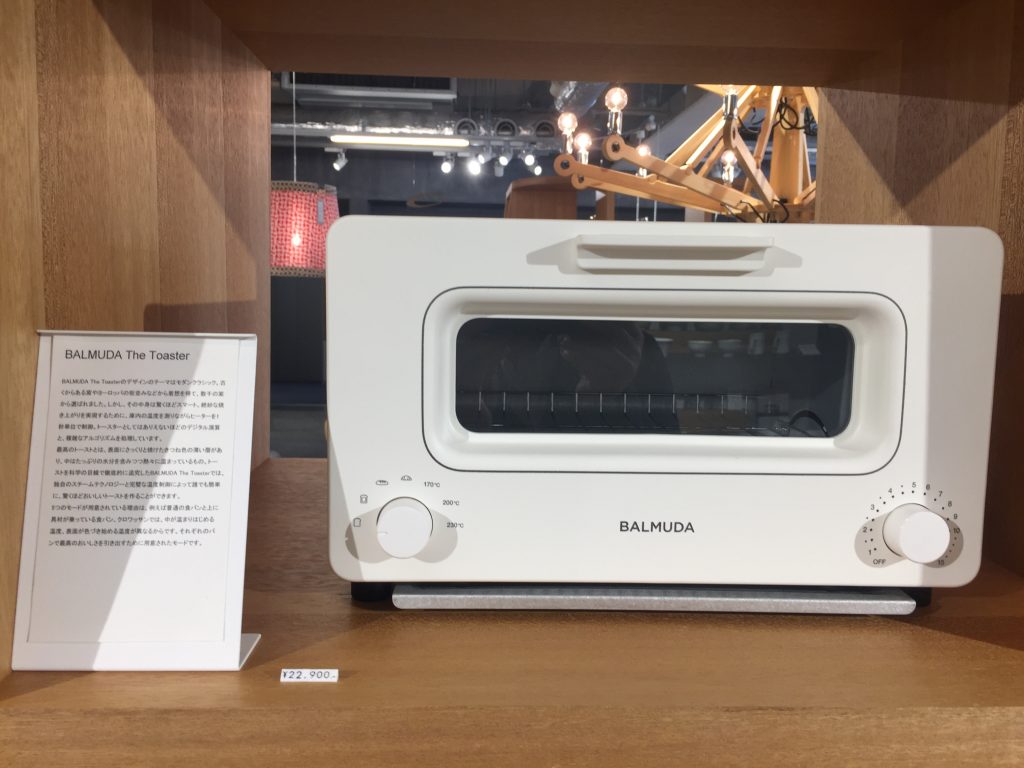 BALMUDA The Toaster
BALMUDA The Toasterのデザインのテーマはモダンクラシック。古
くからある窯やヨーロッパの街並みなどから着想を得て、数千の案
から選ばれました。しかし、その中身は驚くほどスマート。絶妙な焼
き上がりを実現するために、庫内の温度を測りながらヒーターを1
秒単位で制御。トースターとしてはありえないほどのデジタル演算
と、複雑なアルゴリズムを処理しています。
最高のトーストとは、表面にさっくりと焼けたきつね色の薄い層があ
り、中はたっぷりの水分を含みつつ熱々に温まっているもの。トー
ストを科学の目線で徹底的に追究したBALMUDA The Toasterでは、
独自のスチームテクノロジーと完璧な温度制御によって誰でも簡単
に、驚くほどおいしいトーストを作ることができます。
5つのモードが用意されている理由は、例えば普通の食パンと上に
具材が乗っている食パン、クロワッサンでは、中が温まりはじめる
温度、表面が色づき始める温度が異なるからです。それぞれのパ
ンで最高のおいしさを引き出すために用意されたモードです。
¥22,900-
170℃
200℃
230℃
BALMUDA
OFF
1
2
3
4
5
6
7
8
9
10
15